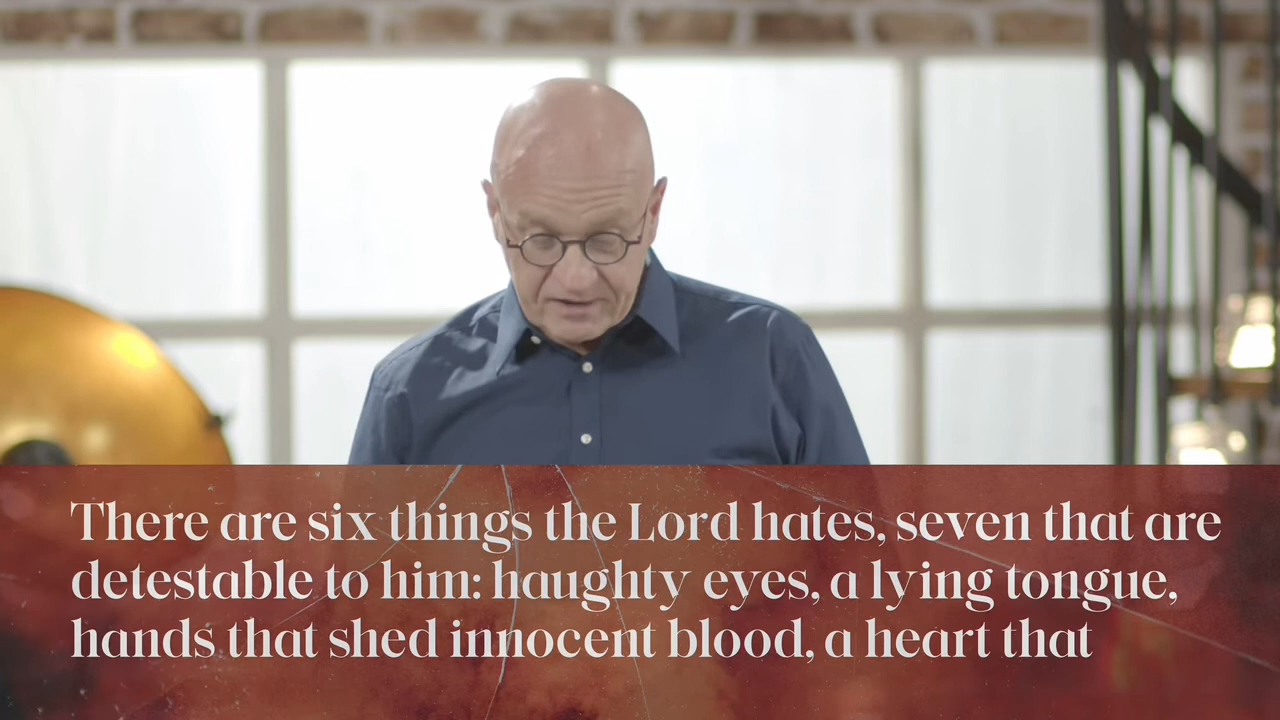 There are six things the Lord hates, seven that are
detestable to him: haughty eyes, a lying tongue,
hands that shed innocent blood, a heart that